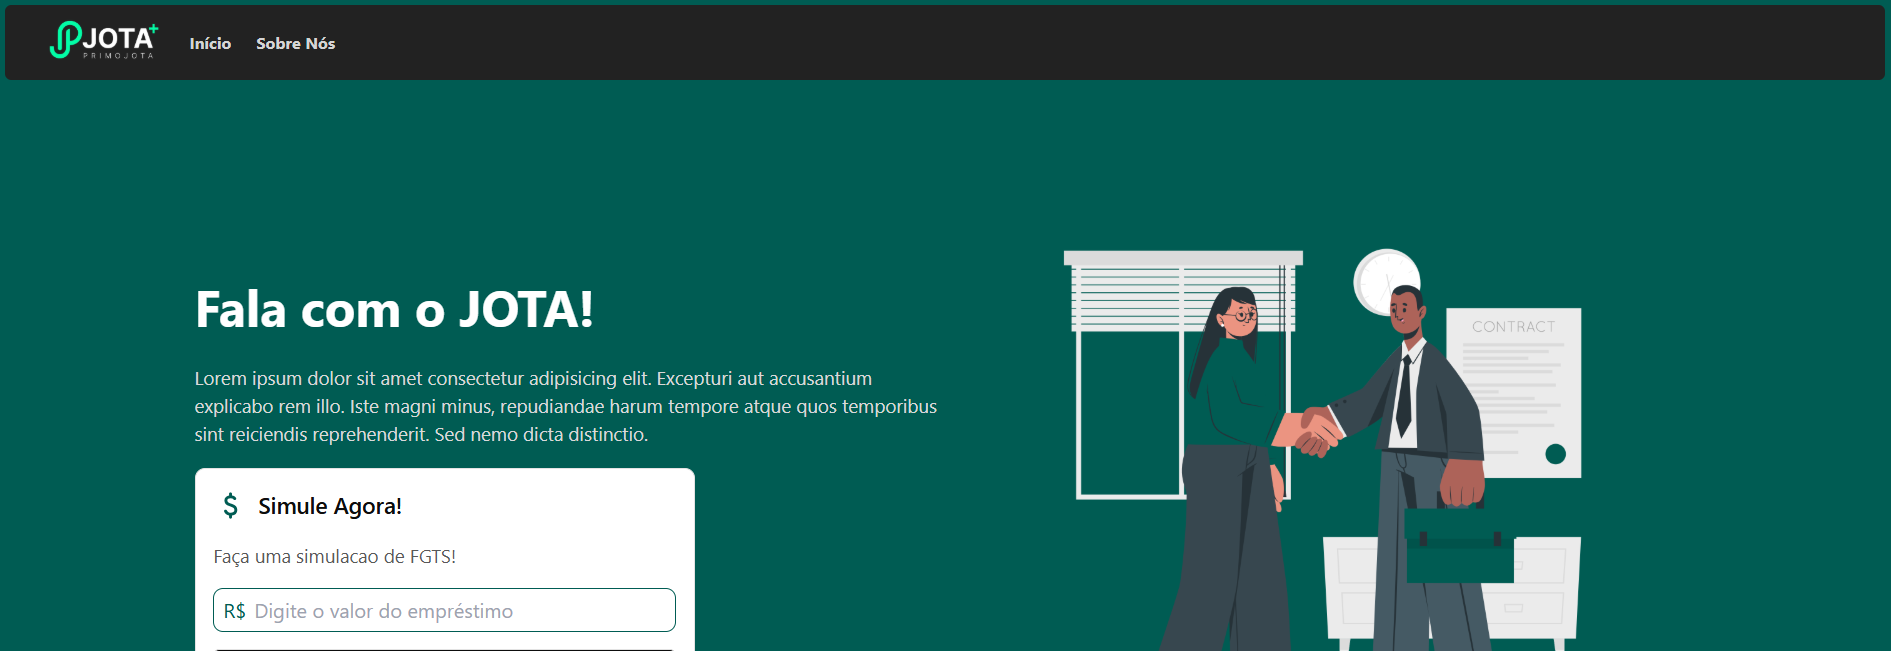 JOTA+
PRIMOJOTA
Início
Sobre Nós
Fala com o JOTA!
Lorem ipsum dolor sit amet consectetur adipisicing elit. Excepturi aut accusantium
explicabo rem illo. Iste magni minus, repudiandae harum tempore atque quos temporibus
sint reiciendis reprehenderit. Sed nemo dicta distinctio.
CONTRACT
$ Simule Agora!
Faça uma simulacao de FGTS!
R$ Digite o valor do empréstimo